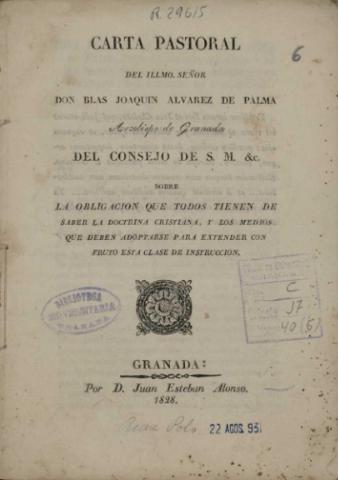 R. 29615
6
CARTA PASTORAL
DEL ILLMO. SEÑOR
DON BLAS JOAQUIN ALVAREZ DE PALMA
Arzobispo de Granada
DEL CONSEJO DE S. M. &c.
SOBRE
LA OBLIGACION QUE TODOS TIENEN DE
SABER LA DOCTRINA CRISTIANA, Y LOS MEDIOS
QUE DEBEN ADOPTARSE PARA EXTENDER CON
FRUTO ESTA CLASE DE INSTRUCCION.
BIBLIOTECA
UNIVERSITARIA
GRANADA
C
17
40 (6)
GRANADA:
Por D. Juan Esteban Alonso.
1828.
22 AGOS. 931